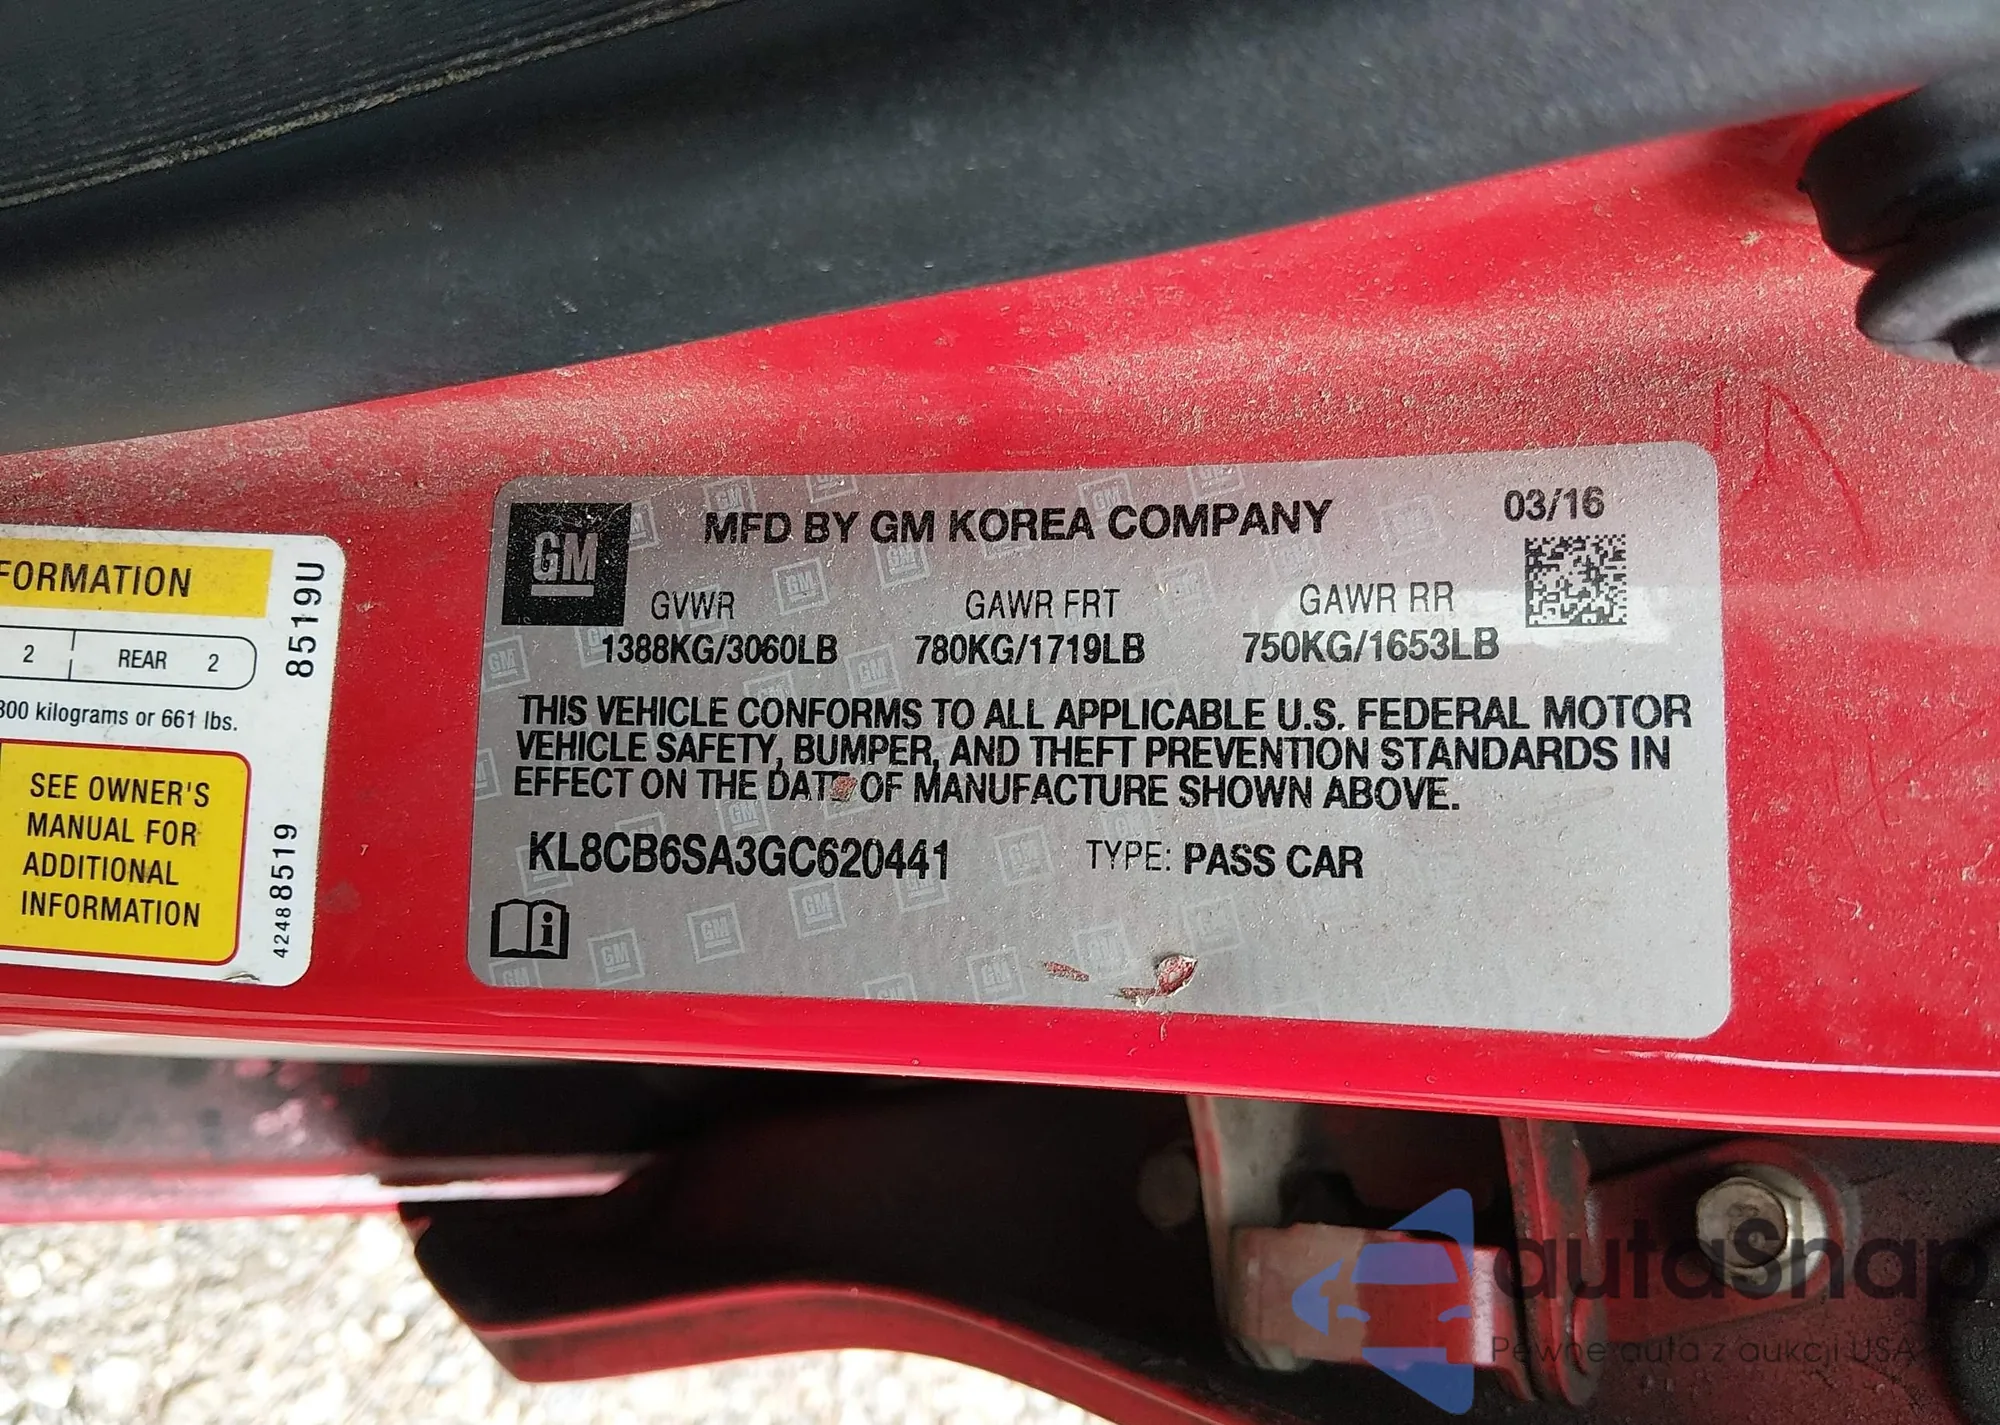 FORMATION
2 REAR 2
300 kilograms or 661 lbs.
SEE OWNER'S
MANUAL FOR
ADDITIONAL
INFORMATION
8519U
42488519
GM
MFD BY GM KOREA COMPANY
03/16
GVWR GAWR FRT GAWR RR
1388KG/3060LB 780KG/1719LB 750KG/1653LB
THIS VEHICLE CONFORMS TO ALL APPLICABLE U.S. FEDERAL MOTOR
VEHICLE SAFETY, BUMPER, AND THEFT PREVENTION STANDARDS IN
EFFECT ON THE DATE OF MANUFACTURE SHOWN ABOVE.
KL8CB6SA3GC620441 TYPE: PASS CAR
autasnap
Pewne auta z aukcji USA